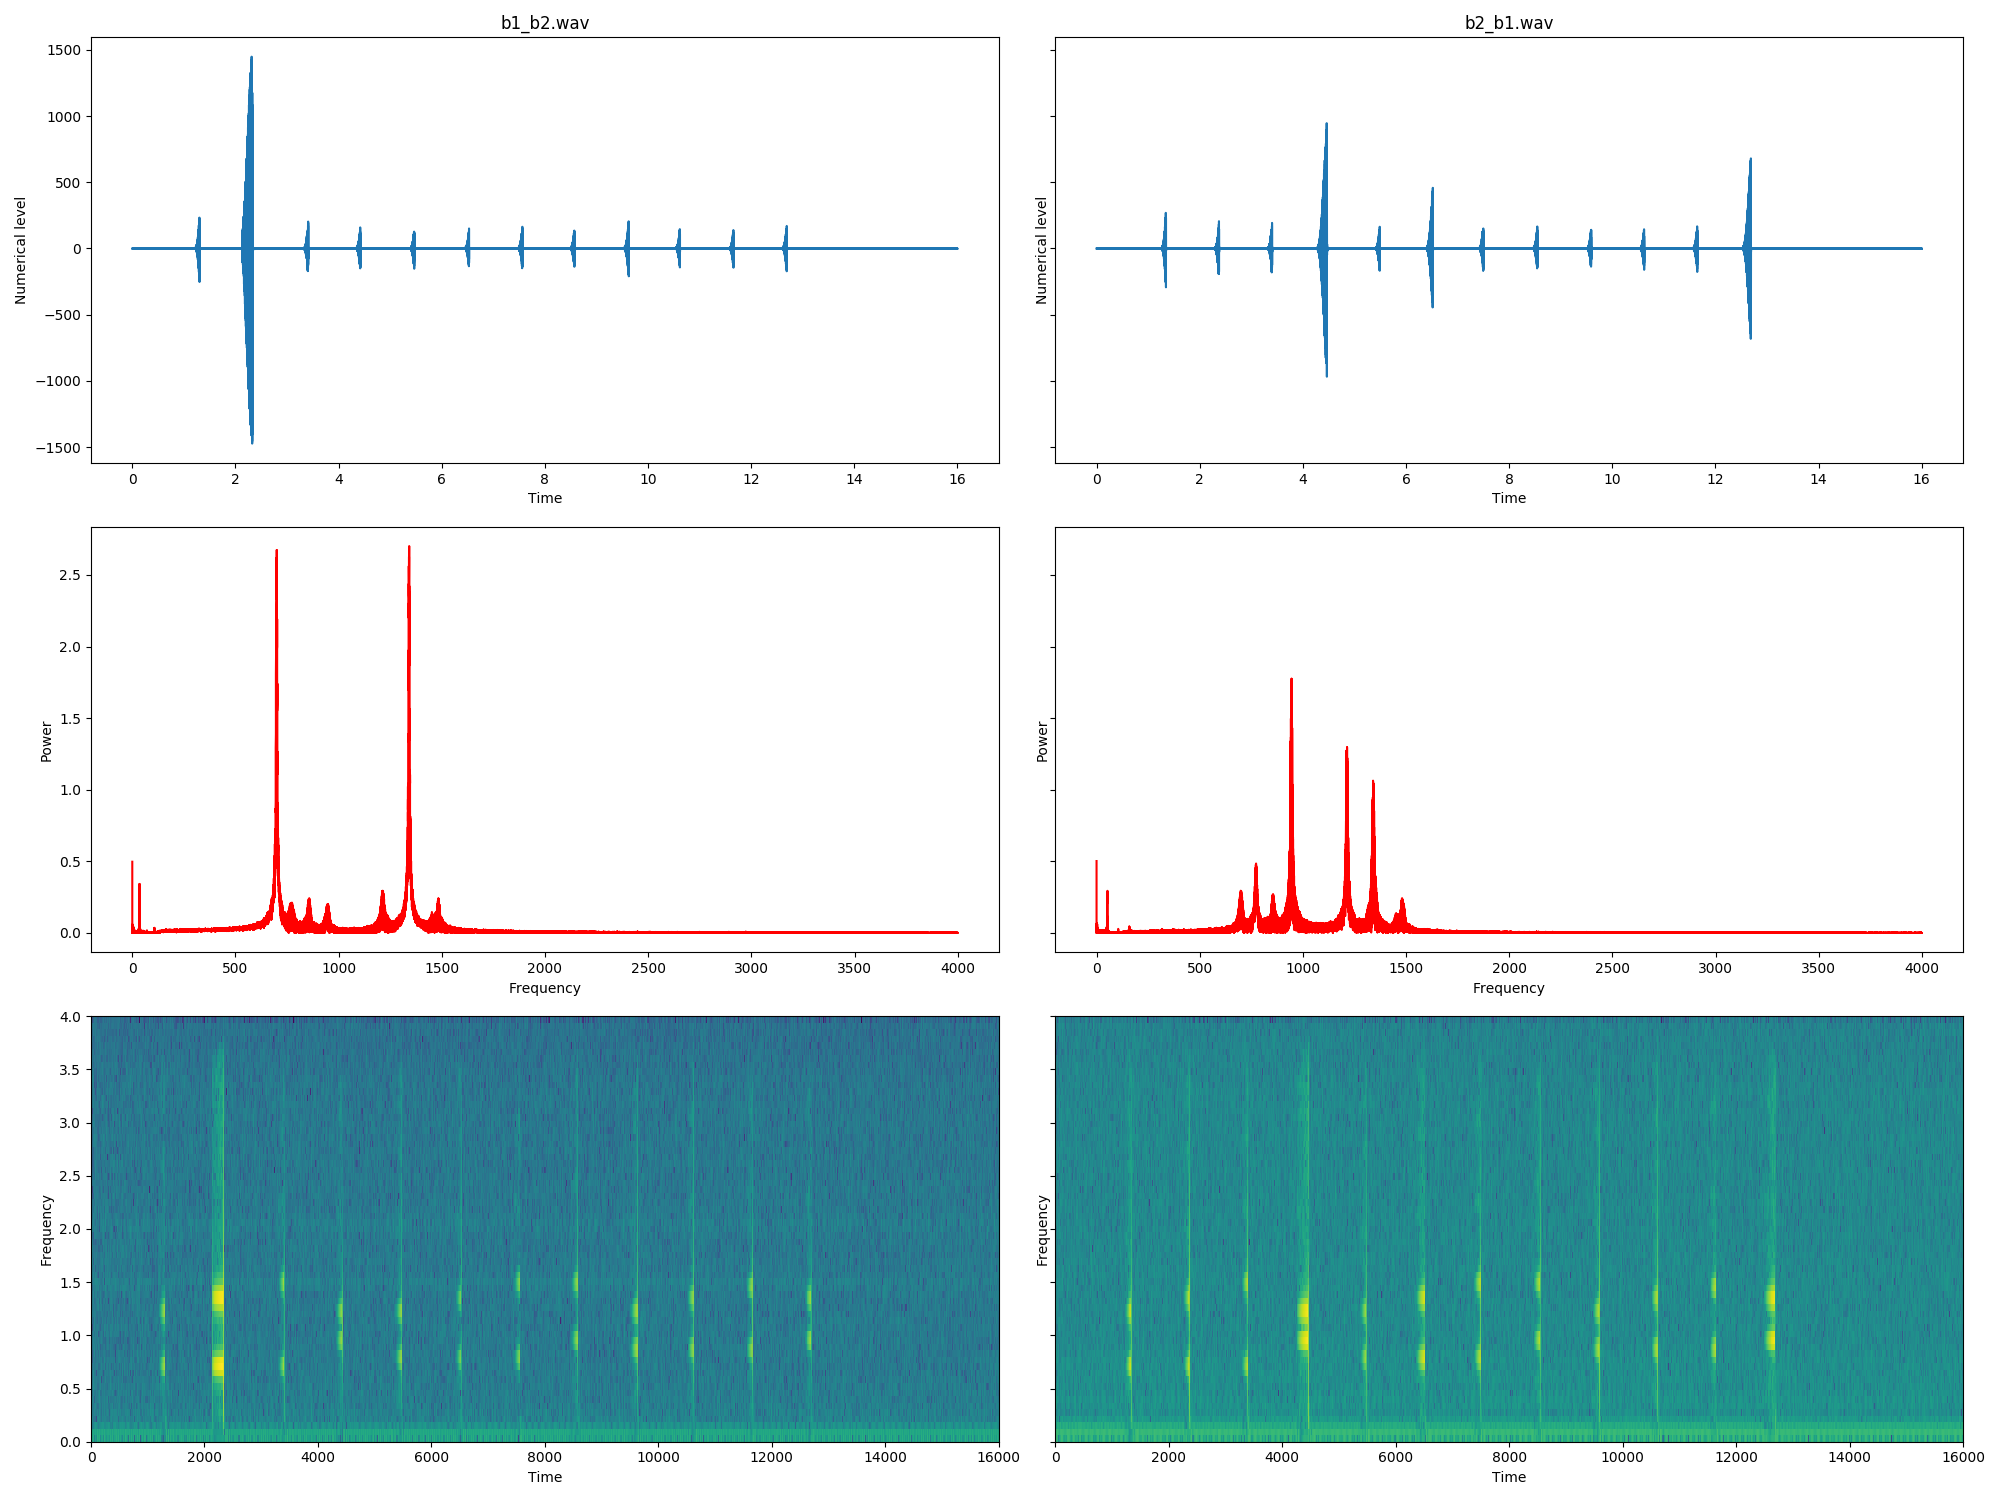 b1_b2.wav
b2_b1.wav
1500
1000
500
0
−500
−1000
−1500
Numerical level
0 2 4 6 8 10 12 14 16
Time
Numerical level
0 2 4 6 8 10 12 14 16
Time
2.5
2.0
1.5
1.0
0.5
0.0
Power
0 500 1000 1500 2000 2500 3000 3500 4000
Frequency
Power
0 500 1000 1500 2000 2500 3000 3500 4000
Frequency
4.0
3.5
3.0
2.5
2.0
1.5
1.0
0.5
0.0
Frequency
0 2000 4000 6000 8000 10000 12000 14000 16000
Time
Frequency
0 2000 4000 6000 8000 10000 12000 14000 16000
Time